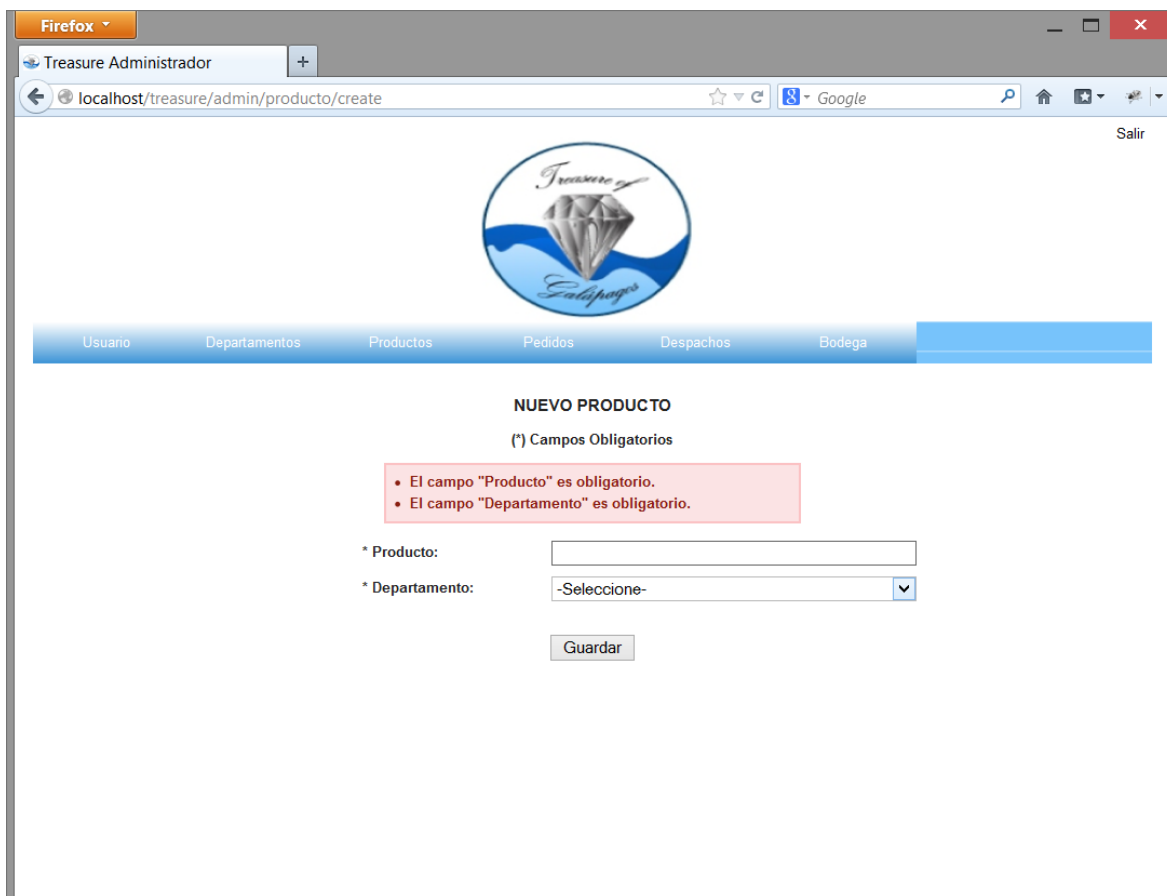 Firefox
Treasure Administrador
localhost/treasure/admin/producto/create
Google
Salir
Treasure of
Galápagos
Usuario Departamentos Productos Pedidos Despachos Bodega
NUEVO PRODUCTO
(*) Campos Obligatorios
• El campo "Producto" es obligatorio.
• El campo "Departamento" es obligatorio.
* Producto:
* Departamento: -Seleccione-
Guardar